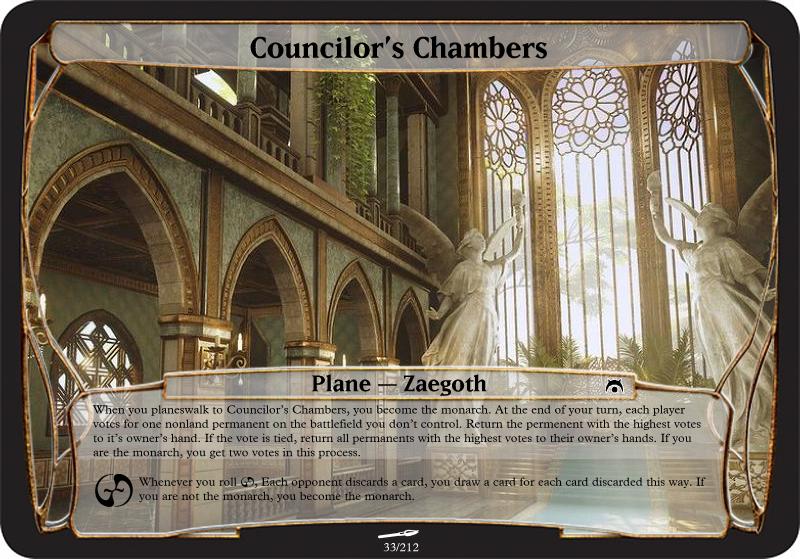 Councilor's Chambers
Plane — Zaegoth
When you planeswalk to Councilor's Chambers, you become the monarch. At the end of your turn, each player
votes for one nonland permanent on the battlefield you don't control. Return the permenent with the highest votes
to it's owner's hand. If the vote is tied, return all permanents with the highest votes to their owner's hands. If you
are the monarch, you get two votes in this process.
Whenever you roll , Each opponent discards a card, you draw a card for each card discarded this way. If
you are not the monarch, you become the monarch.
33/212